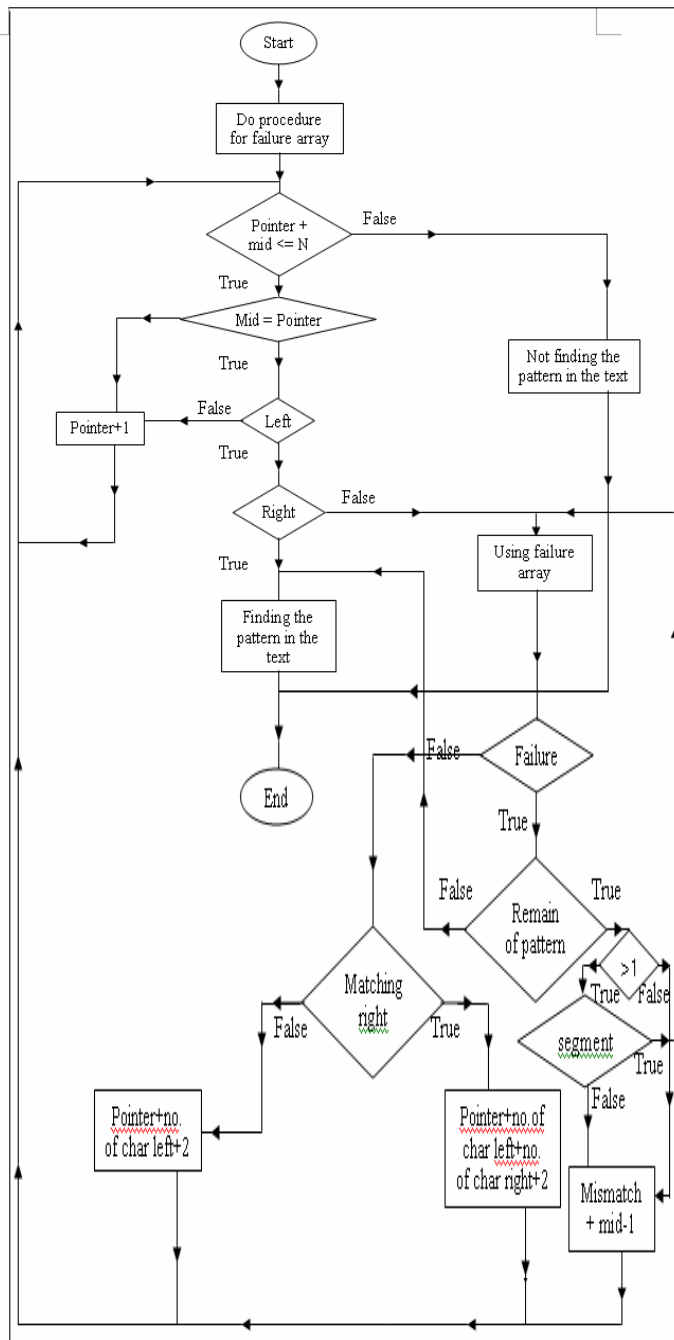 Start
Do procedure
for failure array
Pointer +
mid <= N
False
True
Mid = Pointer
True
Not finding the
pattern in the text
Pointer+1
False
Left
True
Right
False
True
Using failure
array
Finding the
pattern in the
text
End
False
Failure
True
False
Remain
of pattern
True
>1
True
False
Matching
right
False
True
segment
True
False
Pointer+no.
of char left+2
Pointer+no.of
char left+no.
of char right+2
Mismatch
+ mid-1